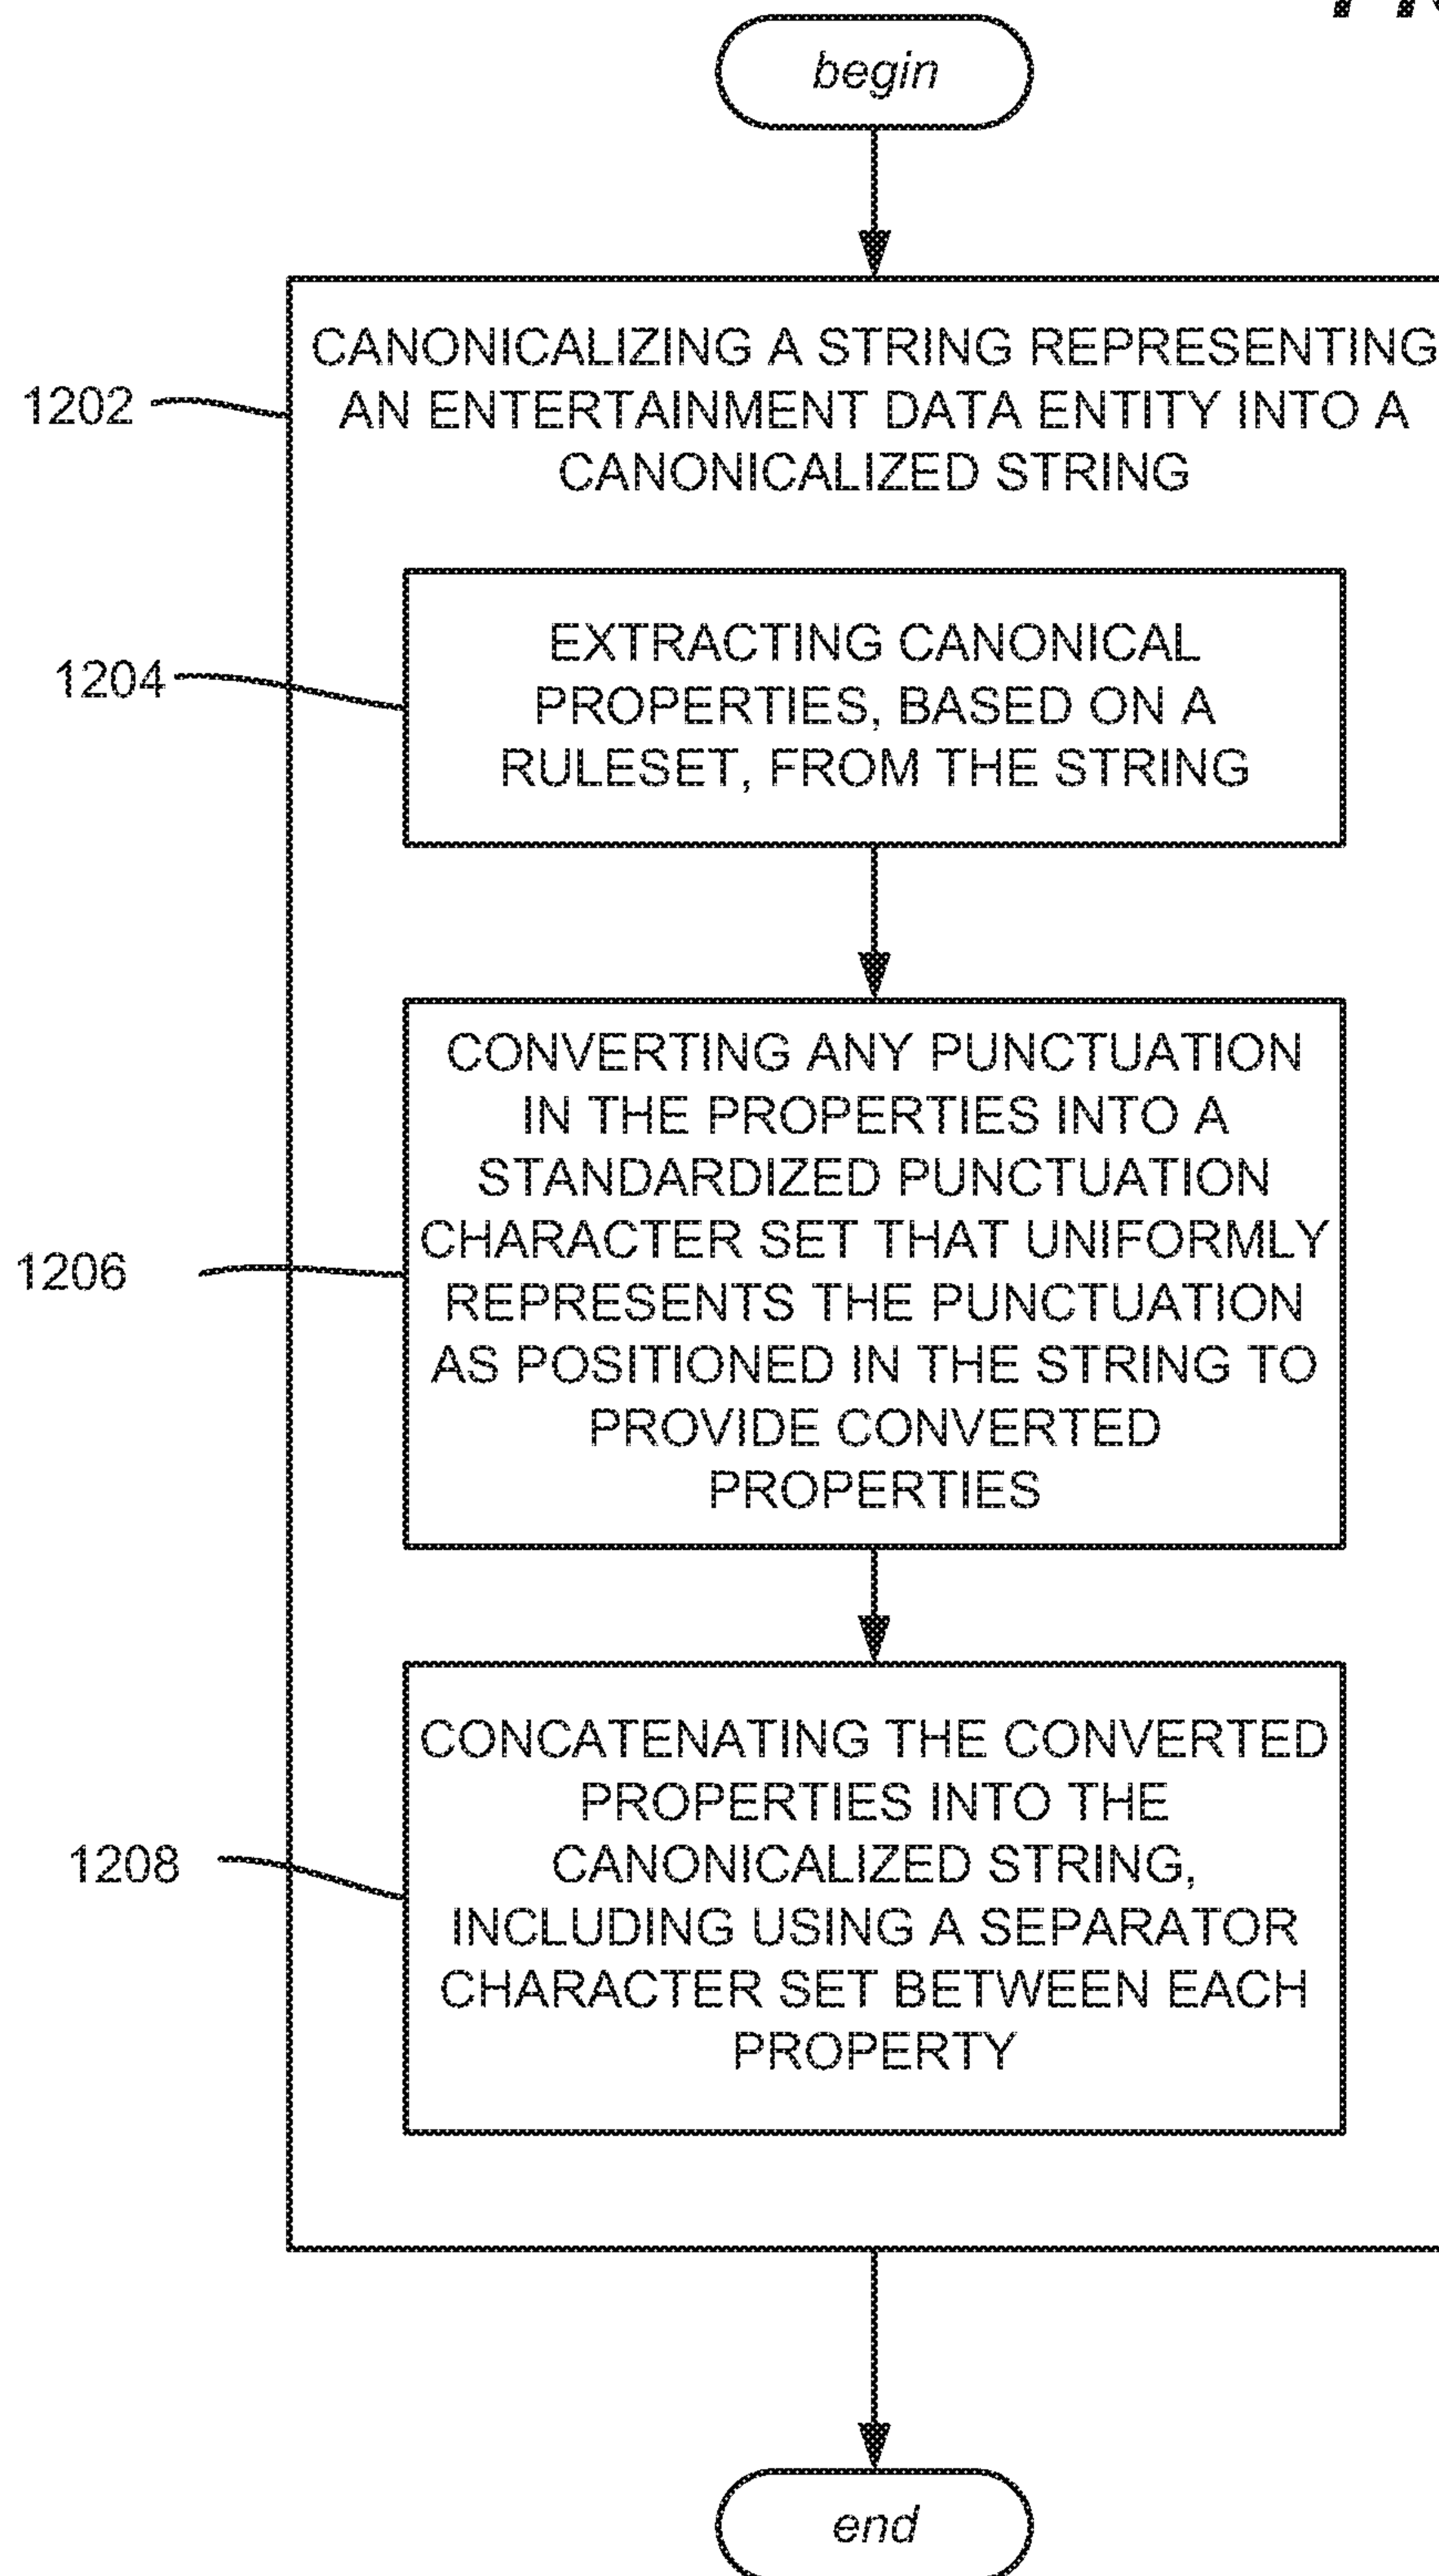 begin
CANONICALIZING A STRING REPRESENTING
AN ENTERTAINMENT DATA ENTITY INTO A
CANONICALIZED STRING
1202
EXTRACTING CANONICAL
PROPERTIES, BASED ON A
RULESET, FROM THE STRING
1204
CONVERTING ANY PUNCTUATION
IN THE PROPERTIES INTO A
STANDARDIZED PUNCTUATION
CHARACTER SET THAT UNIFORMLY
REPRESENTS THE PUNCTUATION
AS POSITIONED IN THE STRING TO
PROVIDE CONVERTED
PROPERTIES
1206
CONCATENATING THE CONVERTED
PROPERTIES INTO THE
CANONICALIZED STRING,
INCLUDING USING A SEPARATOR
CHARACTER SET BETWEEN EACH
PROPERTY
1208
end